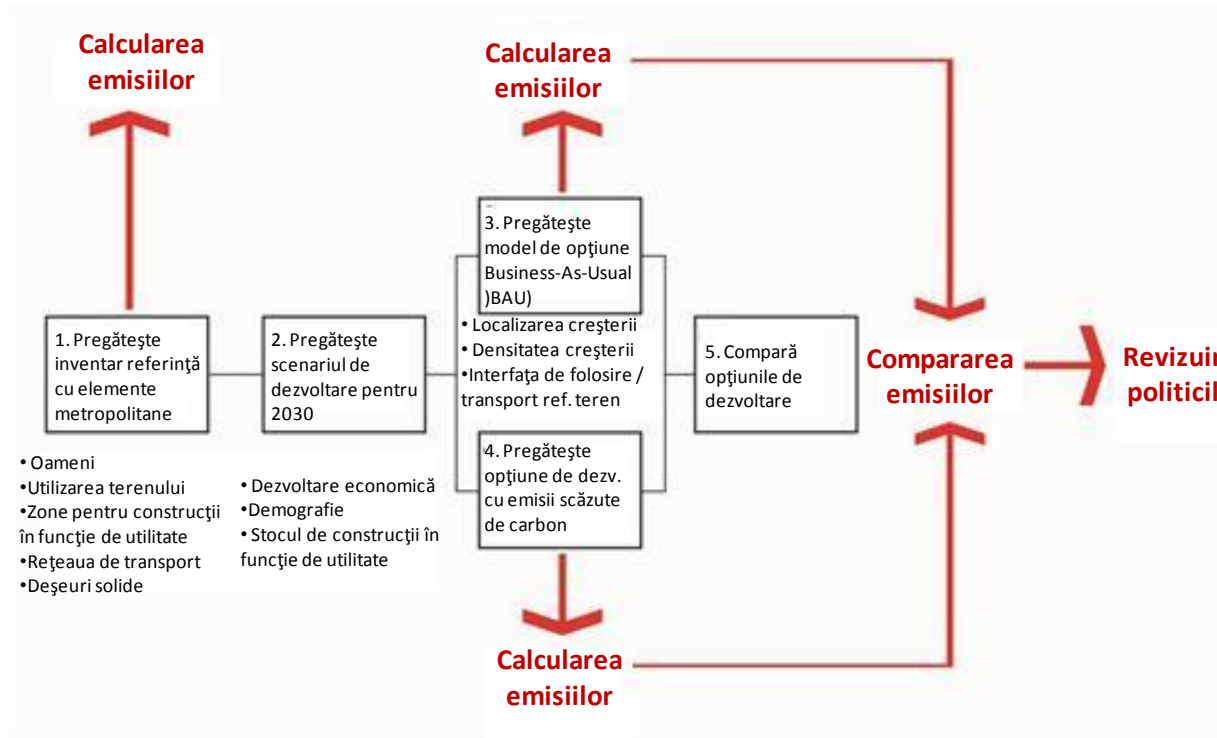 Calcularea
emisiilor
Calcularea
emisiilor
1. Pregăteşte
inventar referinţă
cu elemente
metropolitane
• Oameni
• Utilizarea terenului
• Zone pentru construcţii
în funcţie de utilitate
• Reţeaua de transport
• Deşeuri solide
2. Pregăteşte
scenariul de
dezvoltare pentru
2030
• Dezvoltare economică
• Demografie
• Stocul de construcţii în
funcţie de utilitate
3. Pregăteşte
model de opţiune
Business-As-Usual
)BAU)
• Localizarea creşterii
• Densitatea creşterii
• Interfaţa de folosire /
transport ref. teren
4. Pregăteşte
opţiune de dezv.
cu emisii scăzute
de carbon
Calcularea
emisiilor
5. Compară
opţiunile de
dezvoltare
Compararea
emisiilor
Revizuir
politicil